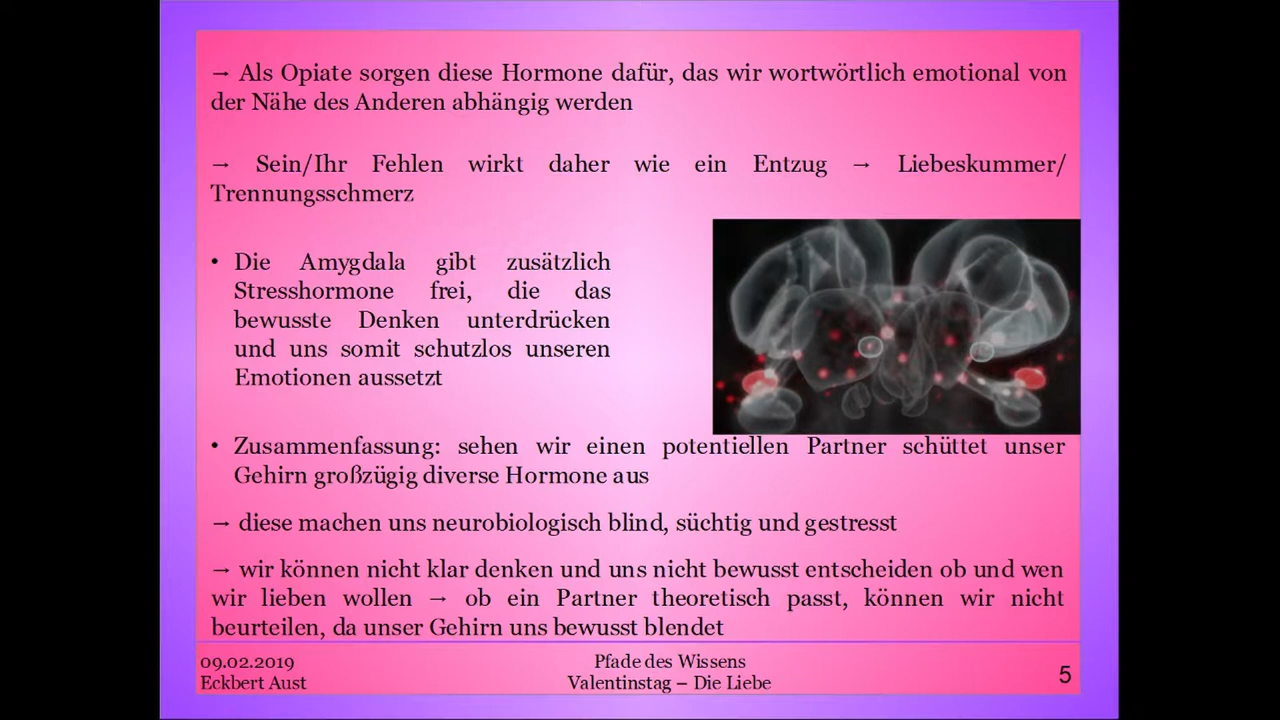 → Als Opiate sorgen diese Hormone dafür, das wir wortwörtlich emotional von
der Nähe des Anderen abhängig werden
→ Sein/Ihr Fehlen wirkt daher wie ein Entzug → Liebeskummer/
Trennungsschmerz
• Die Amygdala gibt zusätzlich
Stresshormone frei, die das
bewusste Denken unterdrücken
und uns somit schutzlos unseren
Emotionen aussetzt
• Zusammenfassung: sehen wir einen potentiellen Partner schüttet unser
Gehirn großzügig diverse Hormone aus
→ diese machen uns neurobiologisch blind, süchtig und gestresst
→ wir können nicht klar denken und uns nicht bewusst entscheiden ob und wen
wir lieben wollen → ob ein Partner theoretisch passt, können wir nicht
beurteilen, da unser Gehirn uns bewusst blendet
09.02.2019
Eckbert Aust
Pfade des Wissens
Valentinstag – Die Liebe
5